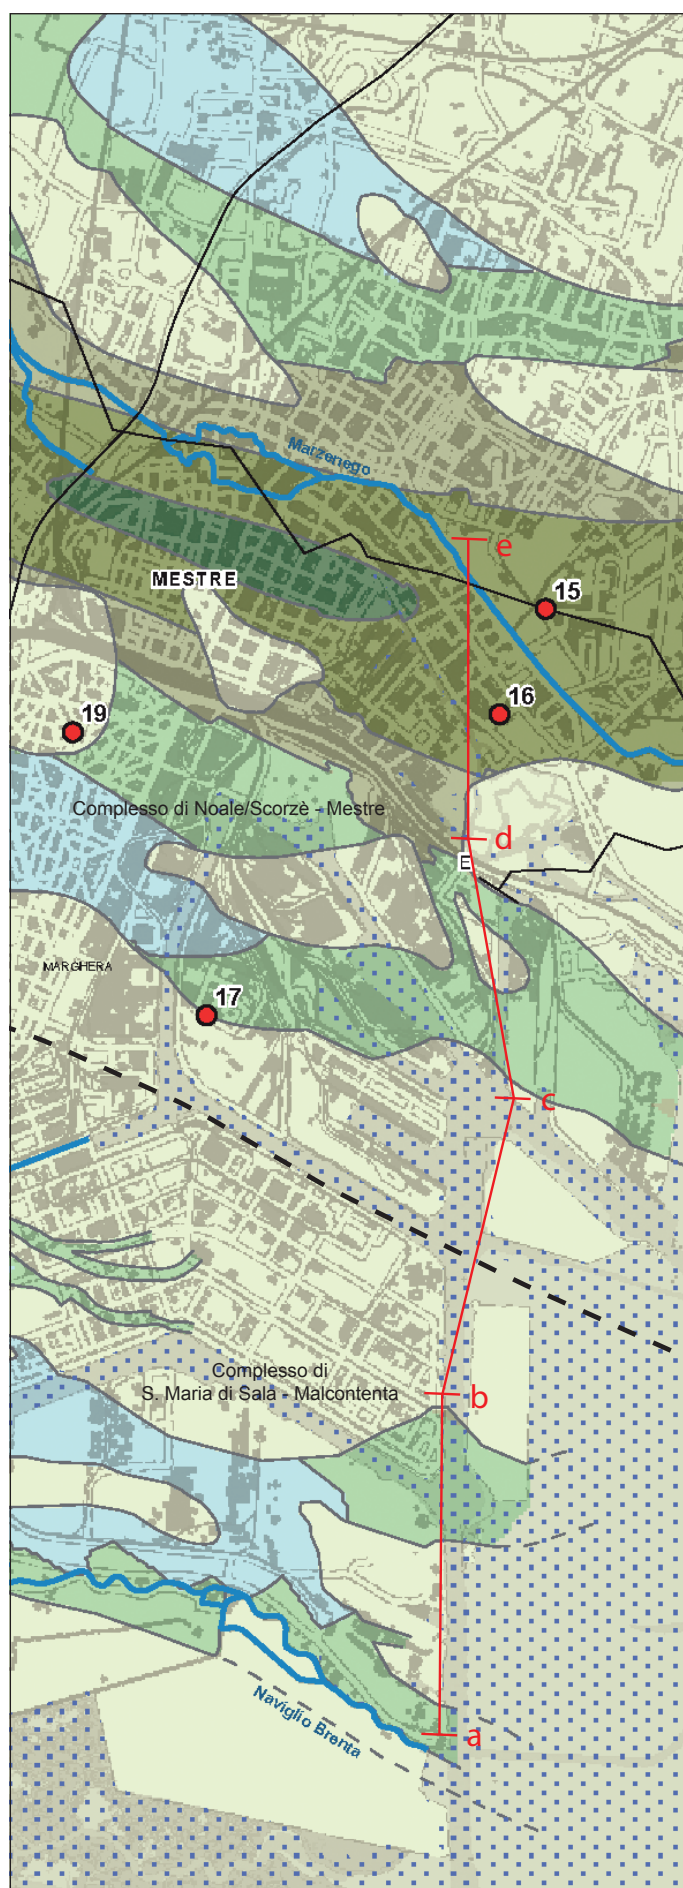 Marzenego
e
MESTRE
15
16
19
Complesso di Noale/Scorzè - Mestre
d
E
MARGHERA
17
c
Complesso di
S. Maria di Sala - Malcontenta
b
Naviglio Brenta
a